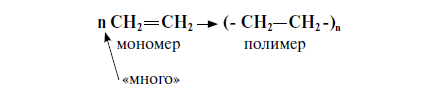 n CH₂=CH₂ → (- CH₂—CH₂-)ₙ
мономер полимер
«много»